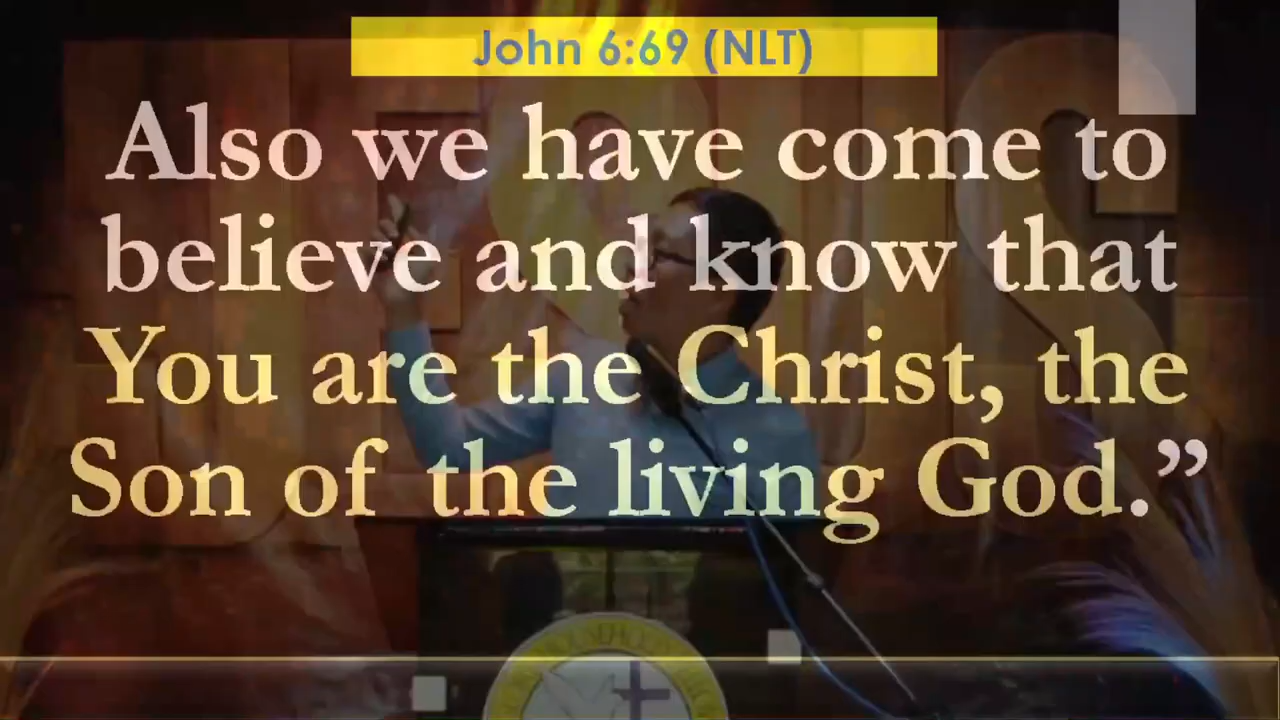 John 6:69 (NLT)
Also we have come to
believe and know that
You are the Christ, the
Son of the living God.”